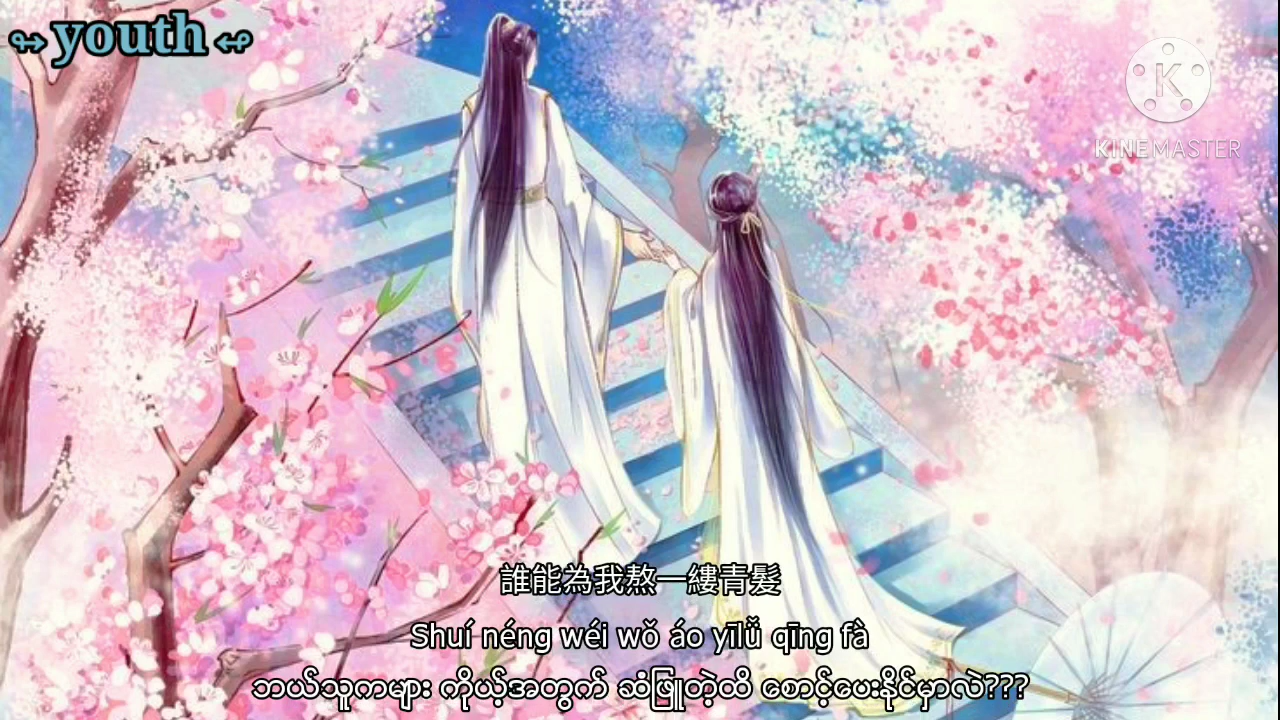 ↬ youth ↫
KINEMASTER
誰能為我熬一縷青髮
Shuí néng wéi wǒ áo yīlǚ qīng fà
ဘယ်သူကများ ကိုယ့်အတွက် ဆံဖြူတဲ့ထိ စောင့်ပေးနိုင်မှာလဲ???